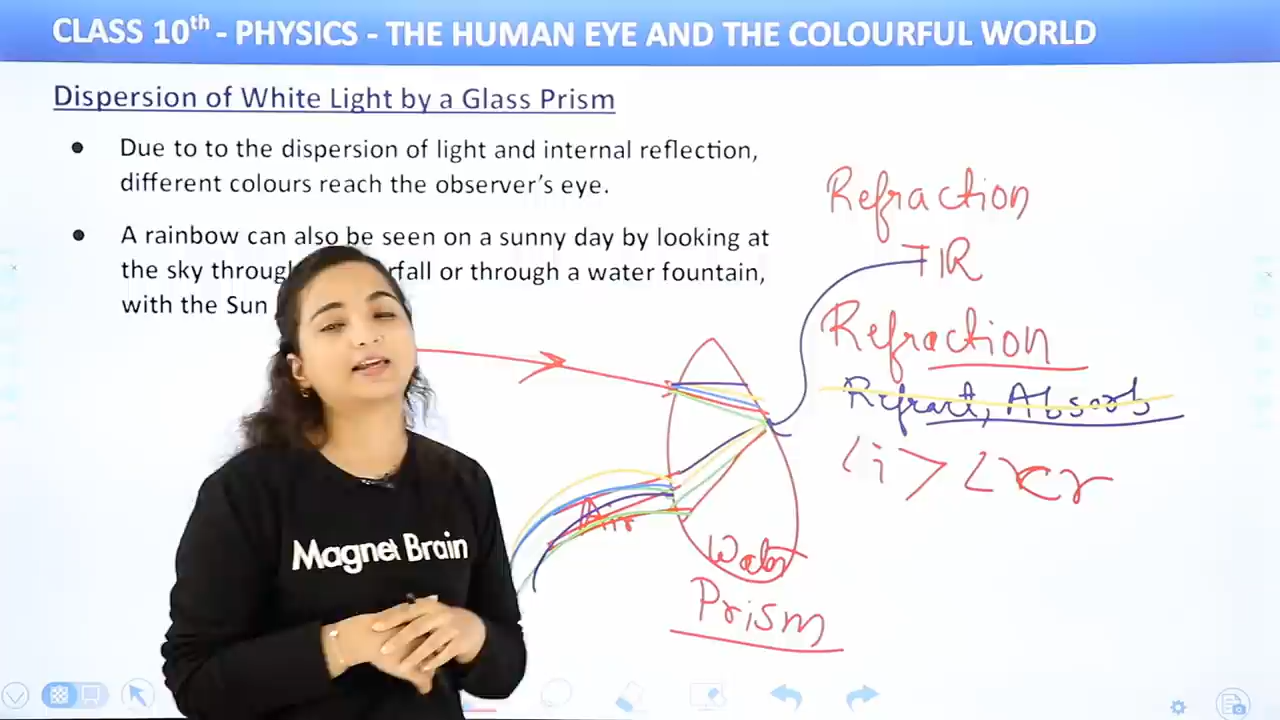 CLASS 10th - PHYSICS - THE HUMAN EYE AND THE COLOURFUL WORLD
Dispersion of White Light by a Glass Prism
● Due to to the dispersion of light and internal reflection,
different colours reach the observer's eye.
● A rainbow can also be seen on a sunny day by looking at
the sky throug rfall or through a water fountain,
with the Sun
Refraction
TIR
Refraction
Refract, Absorb
<i > <
Air
Water
Prism
Magnet Brain